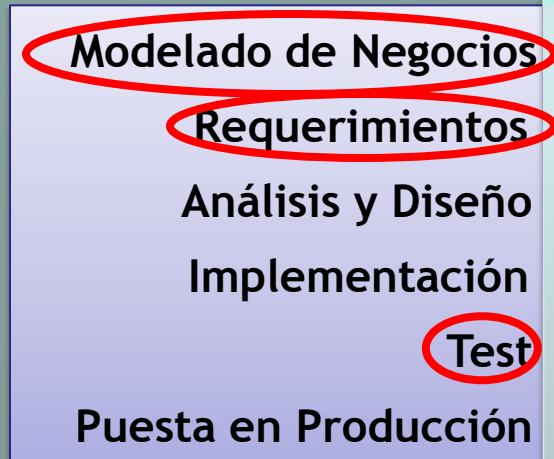 Modelado de Negocios
Requerimientos
Análisis y Diseño
Implementación
Test
Puesta en Producción